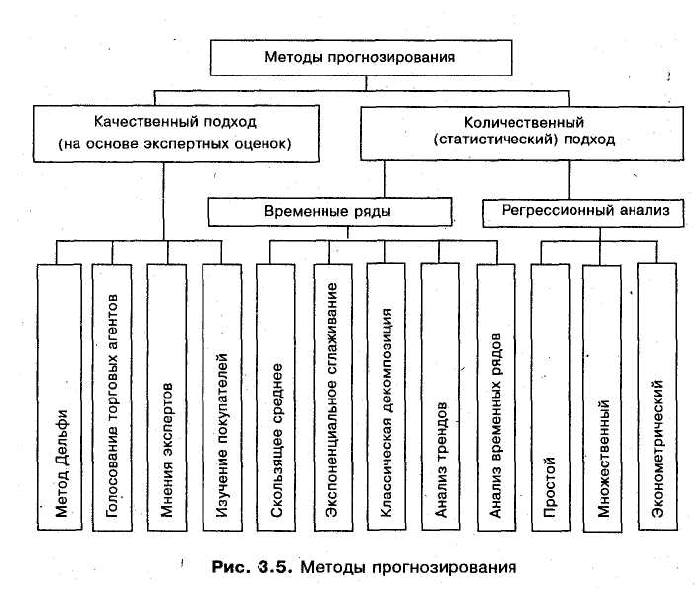 Методы прогнозирования
Качественный подход
(на основе экспертных оценок)
Количественный
(статистический) подход
Временные ряды
Регрессионный анализ
Метод Дельфи
Голосование торговых агентов
Мнения экспертов
Изучение покупателей
Скользящее среднее
Экспоненциальное сглаживание
Классическая декомпозиция
Анализ трендов
Анализ временных рядов
Простой
Множественный
Эконометрический
Рис. 3.5. Методы прогнозирования